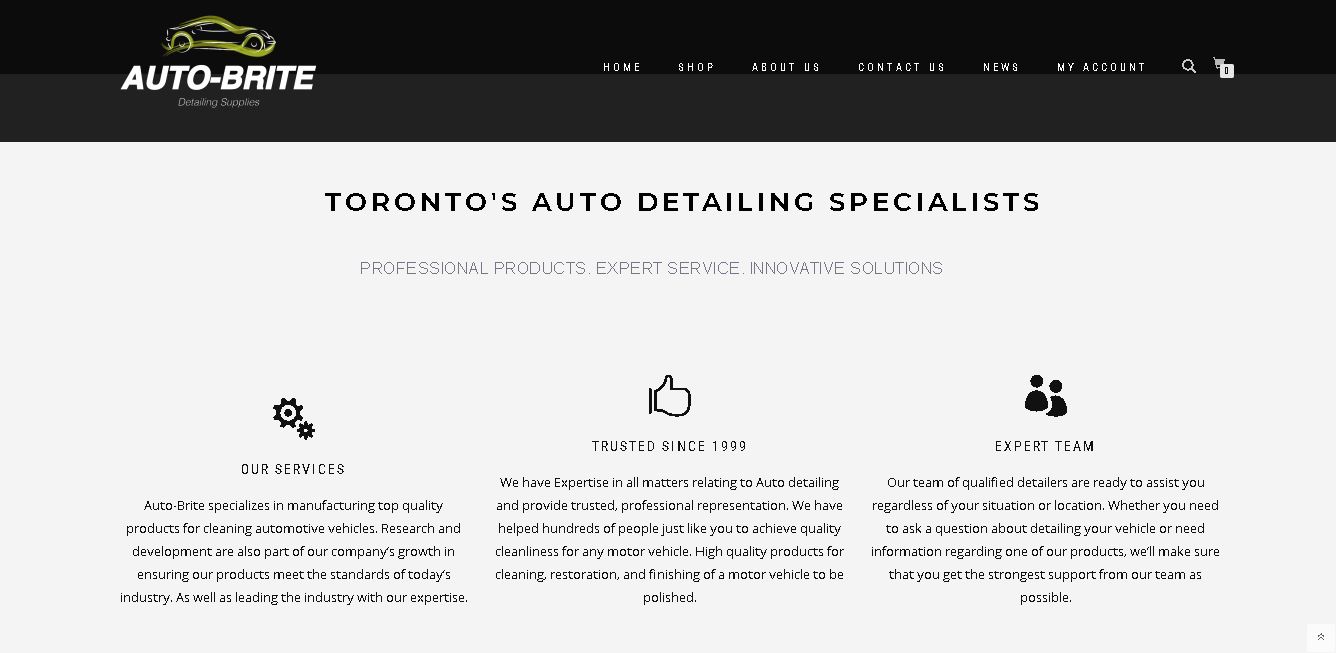 AUTO-BRITE
Detailing Supplies
HOME SHOP ABOUT US CONTACT US NEWS MY ACCOUNT 0
TORONTO'S AUTO DETAILING SPECIALISTS
PROFESSIONAL PRODUCTS. EXPERT SERVICE. INNOVATIVE SOLUTIONS
OUR SERVICES
Auto-Brite specializes in manufacturing top quality
products for cleaning automotive vehicles. Research and
development are also part of our company's growth in
ensuring our products meet the standards of today's
industry. As well as leading the industry with our expertise.
TRUSTED SINCE 1999
We have Expertise in all matters relating to Auto detailing
and provide trusted, professional representation. We have
helped hundreds of people just like you to achieve quality
cleanliness for any motor vehicle. High quality products for
cleaning, restoration, and finishing of a motor vehicle to be
polished.
EXPERT TEAM
Our team of qualified detailers are ready to assist you
regardless of your situation or location. Whether you need
to ask a question about detailing your vehicle or need
information regarding one of our products, we'll make sure
that you get the strongest support from our team as
possible.